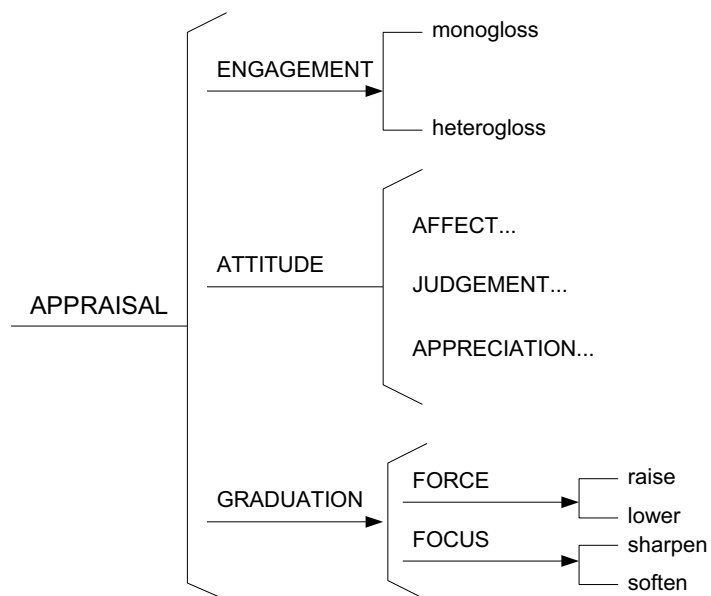 monogloss
ENGAGEMENT
heterogloss
AFFECT...
ATTITUDE
JUDGEMENT...
APPRAISAL
APPRECIATION...
FORCE
raise
GRADUATION
lower
FOCUS
sharpen
soften